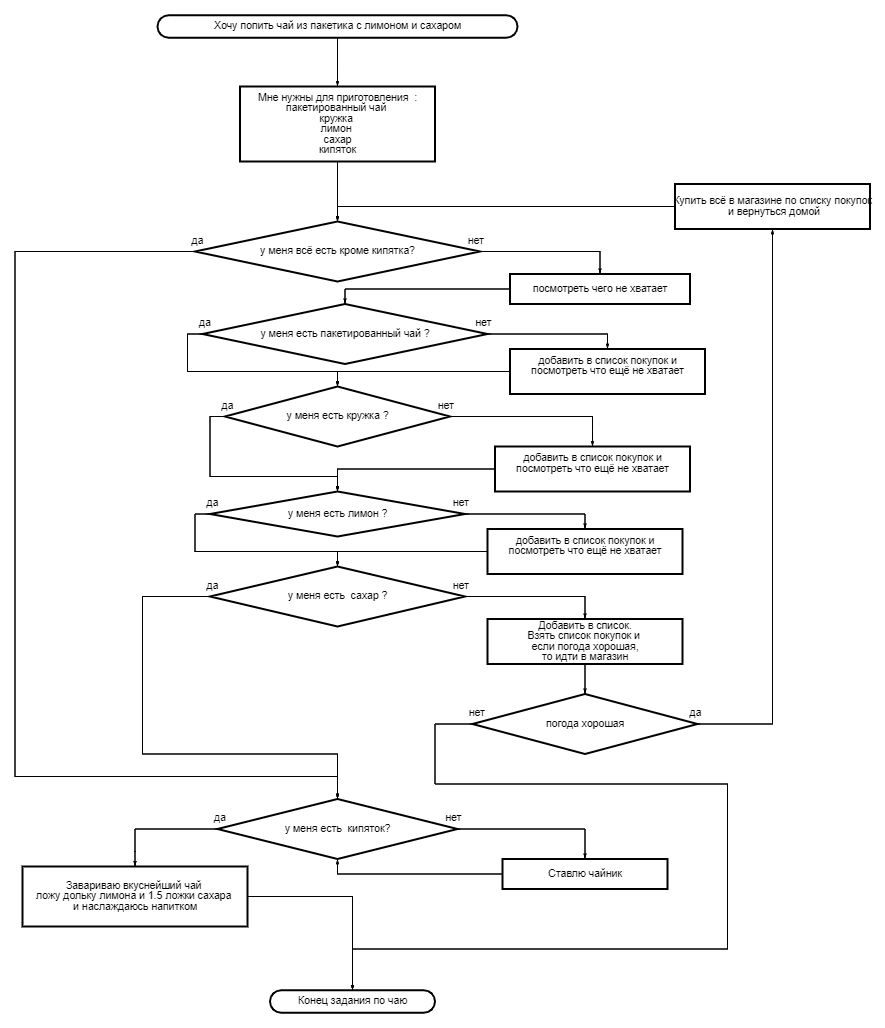 Хочу попить чай из пакетика с лимоном и сахаром
Мне нужны для приготовления :
пакетированный чай
кружка
лимон
сахар
кипяток
Купить всё в магазине по списку покупок
и вернуться домой
да
нет
у меня всё есть кроме кипятка?
посмотреть чего не хватает
да
нет
у меня есть пакетированный чай ?
добавить в список покупок и
посмотреть что ещё не хватает
да
нет
у меня есть кружка ?
добавить в список покупок и
посмотреть что ещё не хватает
да
нет
у меня есть лимон ?
добавить в список покупок и
посмотреть что ещё не хватает
да
нет
у меня есть сахар ?
Добавить в список.
Взять список покупок и
если погода хорошая,
то идти в магазин
нет
да
погода хорошая
да
нет
у меня есть кипяток?
Ставлю чайник
Завариваю вкуснейший чай
ложу дольку лимона и 1.5 ложки сахара
и наслаждаюсь напитком
Конец задания по чаю